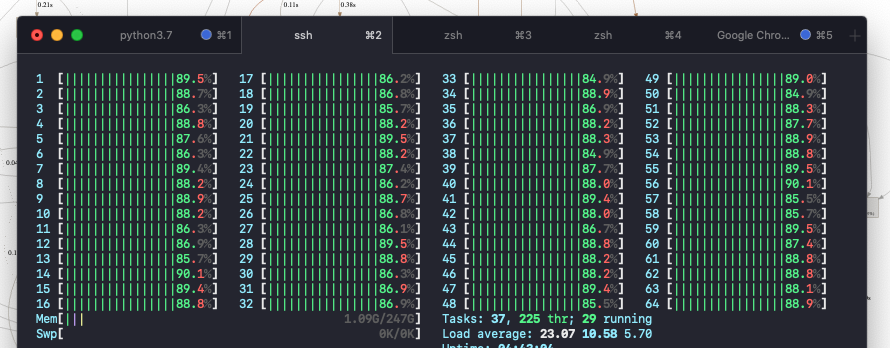 0.21s 0.11s 0.38s
python3.7 ⌘1 ssh ⌘2 zsh ⌘3 zsh ⌘4 Google Chro... ⌘5 +
1 [||||||||||||||||89.5%] 17 [||||||||||||||||86.2%] 33 [||||||||||||||||84.9%] 49 [||||||||||||||||89.0%]
2 [||||||||||||||||88.7%] 18 [||||||||||||||||86.8%] 34 [||||||||||||||||88.9%] 50 [||||||||||||||||84.9%]
3 [||||||||||||||||86.3%] 19 [||||||||||||||||85.7%] 35 [||||||||||||||||86.9%] 51 [||||||||||||||||88.3%]
4 [||||||||||||||||88.8%] 20 [||||||||||||||||88.2%] 36 [||||||||||||||||88.2%] 52 [||||||||||||||||87.7%]
5 [||||||||||||||||87.6%] 21 [||||||||||||||||89.5%] 37 [||||||||||||||||88.3%] 53 [||||||||||||||||88.9%]
6 [||||||||||||||||86.3%] 22 [||||||||||||||||88.2%] 38 [||||||||||||||||84.9%] 54 [||||||||||||||||88.8%]
7 [||||||||||||||||89.4%] 23 [||||||||||||||||87.4%] 39 [||||||||||||||||87.7%] 55 [||||||||||||||||89.5%]
8 [||||||||||||||||88.2%] 24 [||||||||||||||||86.2%] 40 [||||||||||||||||88.0%] 56 [||||||||||||||||90.1%]
9 [||||||||||||||||88.9%] 25 [||||||||||||||||88.7%] 41 [||||||||||||||||89.4%] 57 [||||||||||||||||85.5%]
10 [||||||||||||||||88.2%] 26 [||||||||||||||||86.8%] 42 [||||||||||||||||88.0%] 58 [||||||||||||||||85.7%]
11 [||||||||||||||||86.3%] 27 [||||||||||||||||86.1%] 43 [||||||||||||||||86.7%] 59 [||||||||||||||||89.5%]
12 [||||||||||||||||86.9%] 28 [||||||||||||||||89.5%] 44 [||||||||||||||||88.8%] 60 [||||||||||||||||87.4%]
13 [||||||||||||||||85.7%] 29 [||||||||||||||||88.8%] 45 [||||||||||||||||88.2%] 61 [||||||||||||||||88.8%]
14 [||||||||||||||||90.1%] 30 [||||||||||||||||86.3%] 46 [||||||||||||||||88.2%] 62 [||||||||||||||||88.8%]
15 [||||||||||||||||89.4%] 31 [||||||||||||||||86.9%] 47 [||||||||||||||||89.4%] 63 [||||||||||||||||88.1%]
16 [||||||||||||||||88.8%] 32 [||||||||||||||||86.9%] 48 [||||||||||||||||85.5%] 64 [||||||||||||||||88.9%]
Mem[||| 1.09G/247G] Tasks: 37, 225 thr; 29 running
Swp[ 0K/0K] Load average: 23.07 10.58 5.70